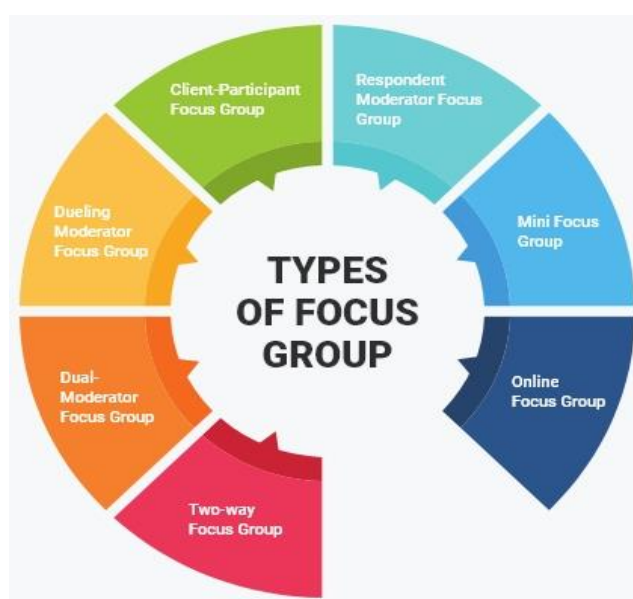 Client-Participant
Focus Group
Respondent
Moderator Focus
Group
Dueling
Moderator
Focus Group
Mini Focus
Group
TYPES
OF FOCUS
GROUP
Dual-
Moderator
Focus Group
Online
Focus Group
Two-way
Focus Group